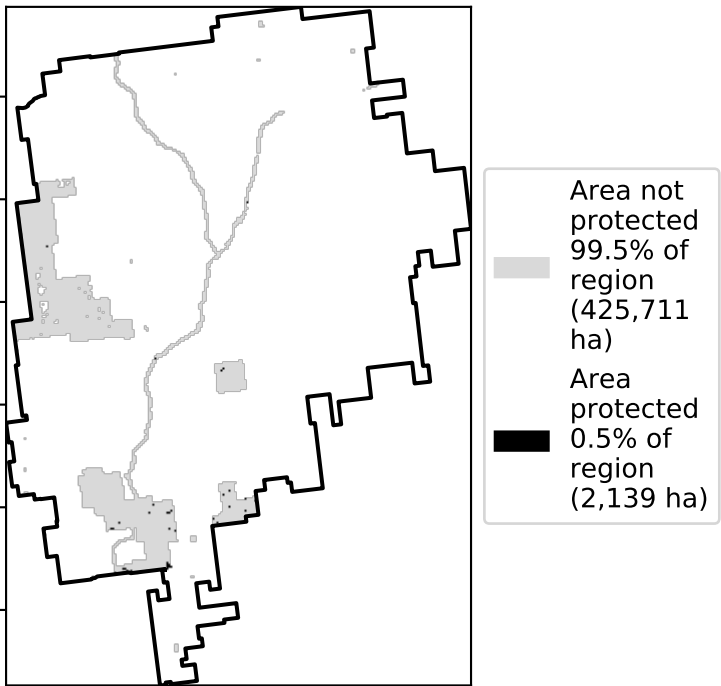 Area not
protected
99.5% of
region
(425,711
ha)
Area
protected
0.5% of
region
(2,139 ha)